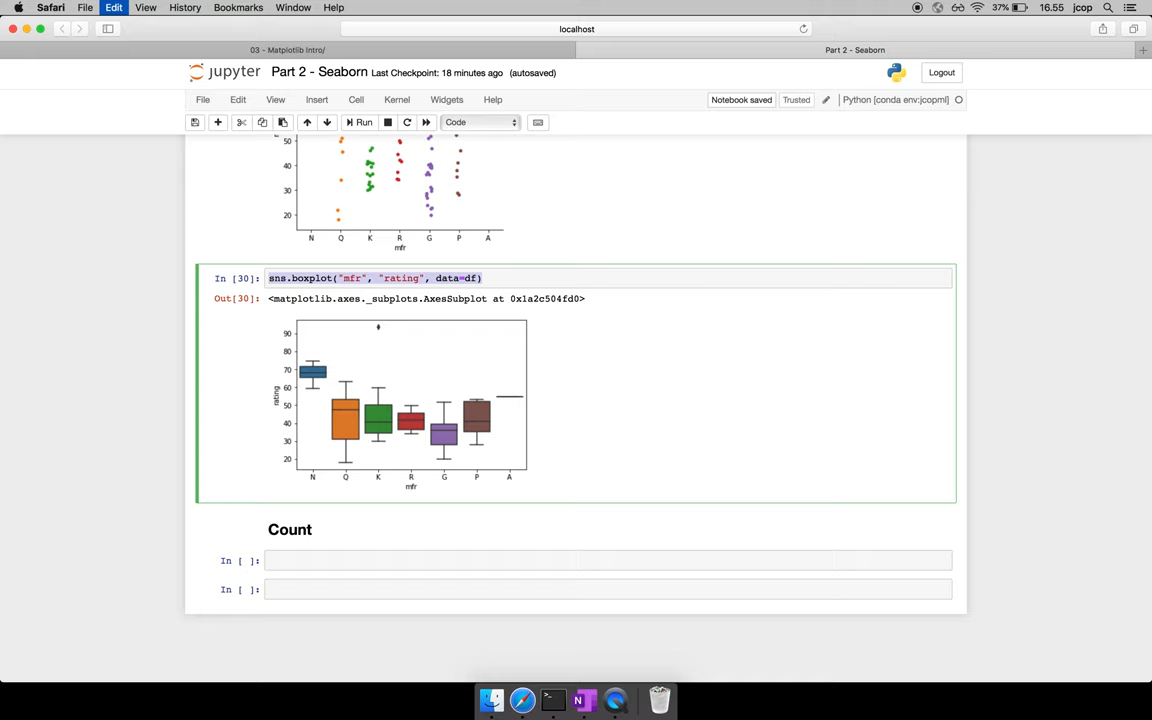 Safari File Edit View History Bookmarks Window Help 37% 16.55 jcop
localhost
03 - Matplotlib Intro/ Part 2 - Seaborn
jupyter Part 2 - Seaborn Last Checkpoint: 18 minutes ago (autosaved) Logout
File Edit View Insert Cell Kernel Widgets Help Notebook saved Trusted Python [conda env:jcopml]
Run Code
50
40
30
20
N Q K R G P A
mfr
In [30]: sns.boxplot("mfr", "rating", data=df)
Out[30]: <matplotlib.axes._subplots.AxesSubplot at 0x1a2c504fd0>
90
80
70
60
50
40
30
20
rating
N Q K R G P A
mfr
Count
In [ ]:
In [ ]: